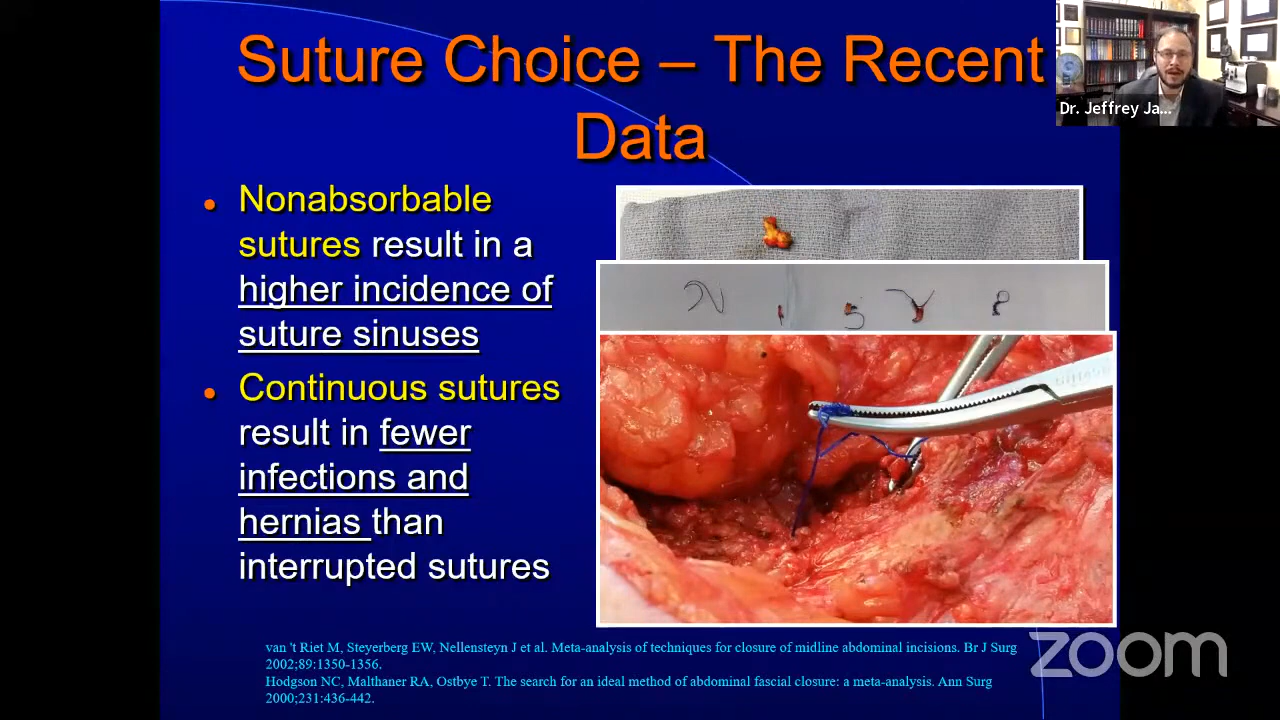 Suture Choice – The Recent
Data
Dr. Jeffrey Ja...
Nonabsorbable
sutures result in a
higher incidence of
suture sinuses
Continuous sutures
result in fewer
infections and
hernias than
interrupted sutures
van 't Riet M, Steyerberg EW, Nellensteyn J et al. Meta-analysis of techniques for closure of midline abdominal incisions. Br J Surg
2002;89:1350-1356.
Hodgson NC, Malthaner RA, Ostbye T. The search for an ideal method of abdominal fascial closure: a meta-analysis. Ann Surg
2000;231:436-442.
zoom